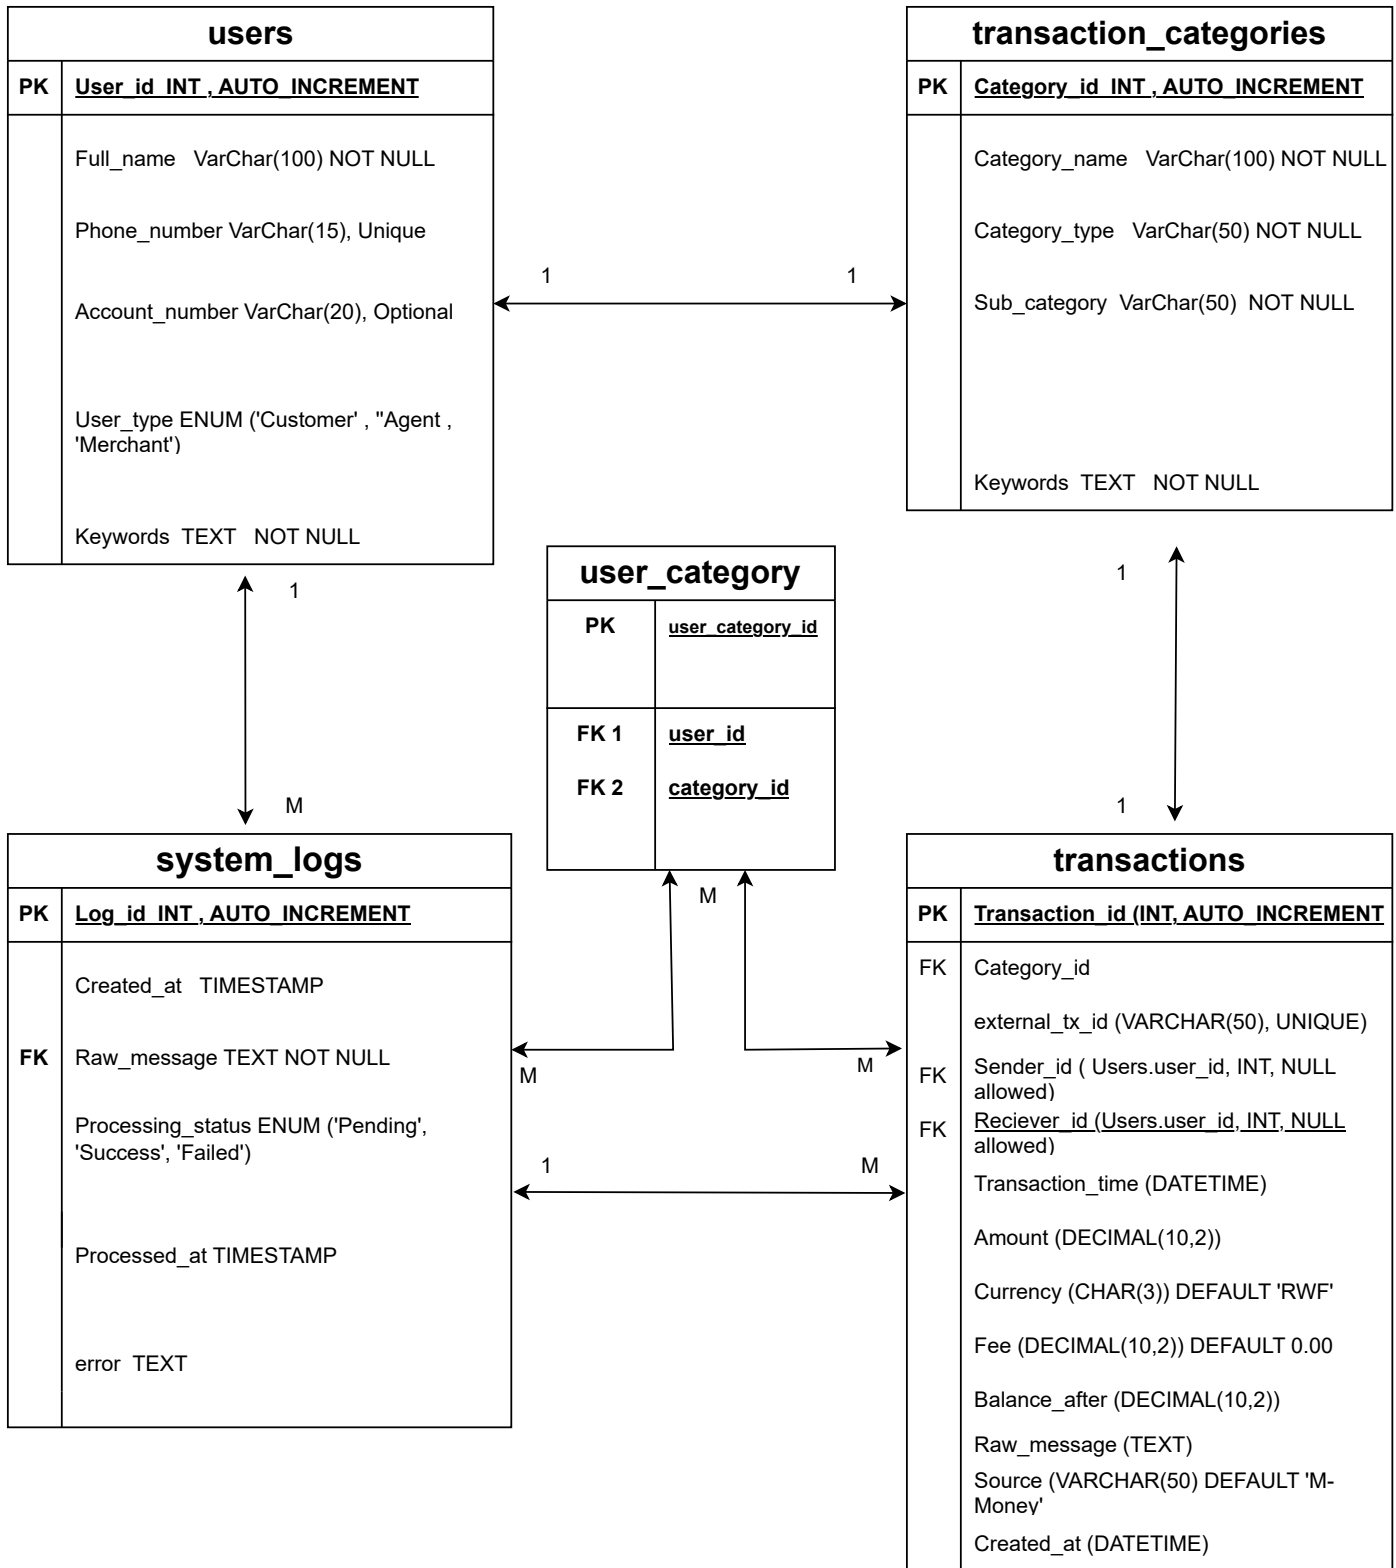 users
PK User_id INT , AUTO_INCREMENT
Full_name VarChar(100) NOT NULL
Phone_number VarChar(15), Unique
Account_number VarChar(20), Optional
User_type ENUM ('Customer' , "Agent ,
'Merchant')
Keywords TEXT NOT NULL
transaction_categories
PK Category_id INT , AUTO_INCREMENT
Category_name VarChar(100) NOT NULL
Category_type VarChar(50) NOT NULL
Sub_category VarChar(50) NOT NULL
Keywords TEXT NOT NULL
1 1
1
M
1
1
user_category
PK user_category_id
FK 1 user_id
FK 2 category_id
M
M
M
1 M
system_logs
PK Log_id INT , AUTO_INCREMENT
Created_at TIMESTAMP
FK Raw_message TEXT NOT NULL
Processing_status ENUM ('Pending',
'Success', 'Failed')
Processed_at TIMESTAMP
error TEXT
transactions
PK Transaction_id (INT, AUTO_INCREMENT
FK Category_id
external_tx_id (VARCHAR(50), UNIQUE)
FK Sender_id ( Users.user_id, INT, NULL
allowed)
FK Reciever_id (Users.user_id, INT, NULL
allowed)
Transaction_time (DATETIME)
Amount (DECIMAL(10,2))
Currency (CHAR(3)) DEFAULT 'RWF'
Fee (DECIMAL(10,2)) DEFAULT 0.00
Balance_after (DECIMAL(10,2))
Raw_message (TEXT)
Source (VARCHAR(50) DEFAULT 'M-
Money'
Created_at (DATETIME)